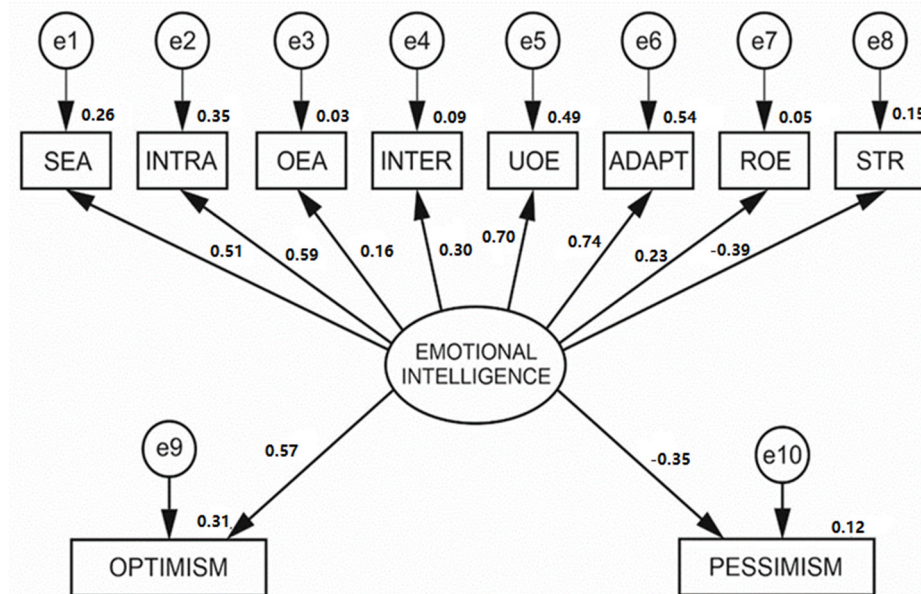 e1 e2 e3 e4 e5 e6 e7 e8
0.26 0.35 0.03 0.09 0.49 0.54 0.05 0.15
SEA INTRA OEA INTER UOE ADAPT ROE STR
0.51 0.59 0.16 0.30 0.70 0.74 0.23 -0.39
EMOTIONAL
INTELLIGENCE
e9 0.57 -0.35 e10
0.31 0.12
OPTIMISM PESSIMISM